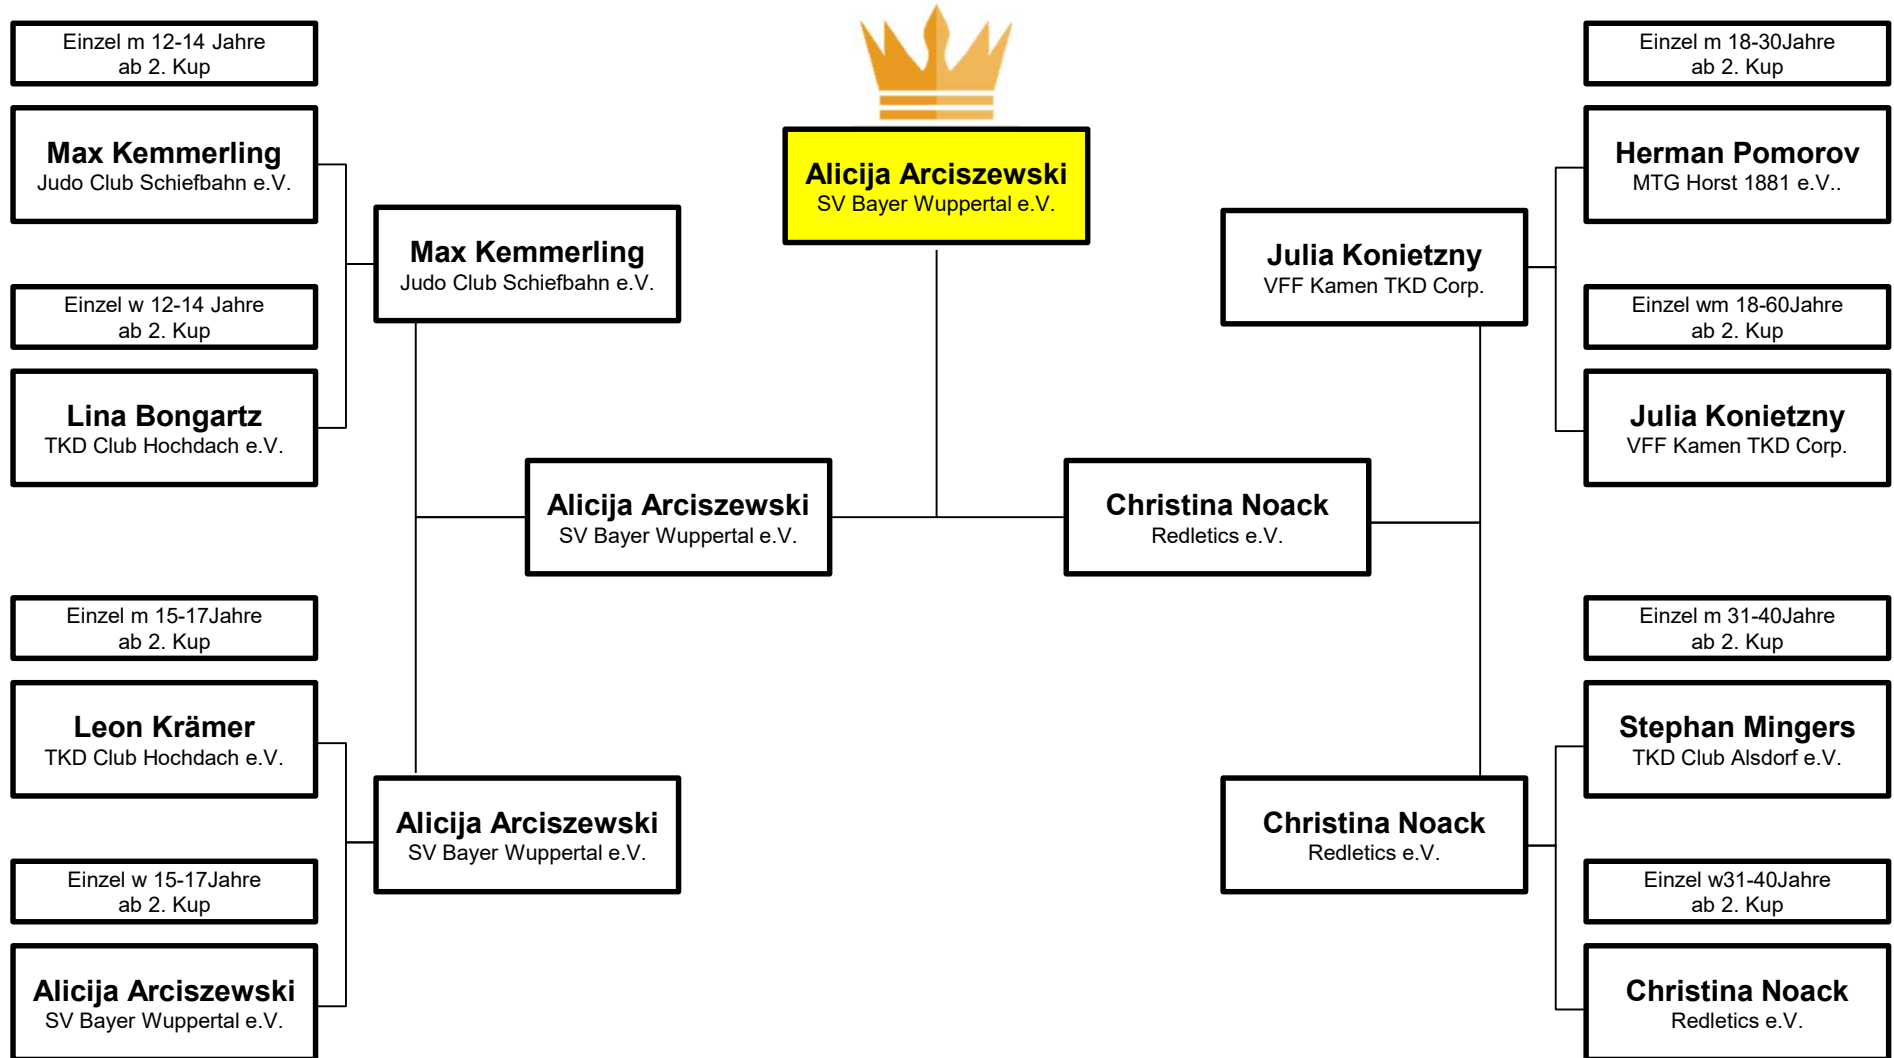 Einzel m 12-14 Jahre
ab 2. Kup
Max Kemmerling
Judo Club Schiefbahn e.V.
Einzel w 12-14 Jahre
ab 2. Kup
Lina Bongartz
TKD Club Hochdach e.V.
Einzel m 15-17Jahre
ab 2. Kup
Leon Krämer
TKD Club Hochdach e.V.
Einzel w 15-17Jahre
ab 2. Kup
Alicija Arciszewski
SV Bayer Wuppertal e.V.
Max Kemmerling
Judo Club Schiefbahn e.V.
Alicija Arciszewski
SV Bayer Wuppertal e.V.
Alicija Arciszewski
SV Bayer Wuppertal e.V.
Alicija Arciszewski
SV Bayer Wuppertal e.V.
Christina Noack
Redletics e.V.
Julia Konietzny
VFF Kamen TKD Corp.
Christina Noack
Redletics e.V.
Einzel m 18-30Jahre
ab 2. Kup
Herman Pomorov
MTG Horst 1881 e.V..
Einzel wm 18-60Jahre
ab 2. Kup
Julia Konietzny
VFF Kamen TKD Corp.
Einzel m 31-40Jahre
ab 2. Kup
Stephan Mingers
TKD Club Alsdorf e.V.
Einzel w31-40Jahre
ab 2. Kup
Christina Noack
Redletics e.V.